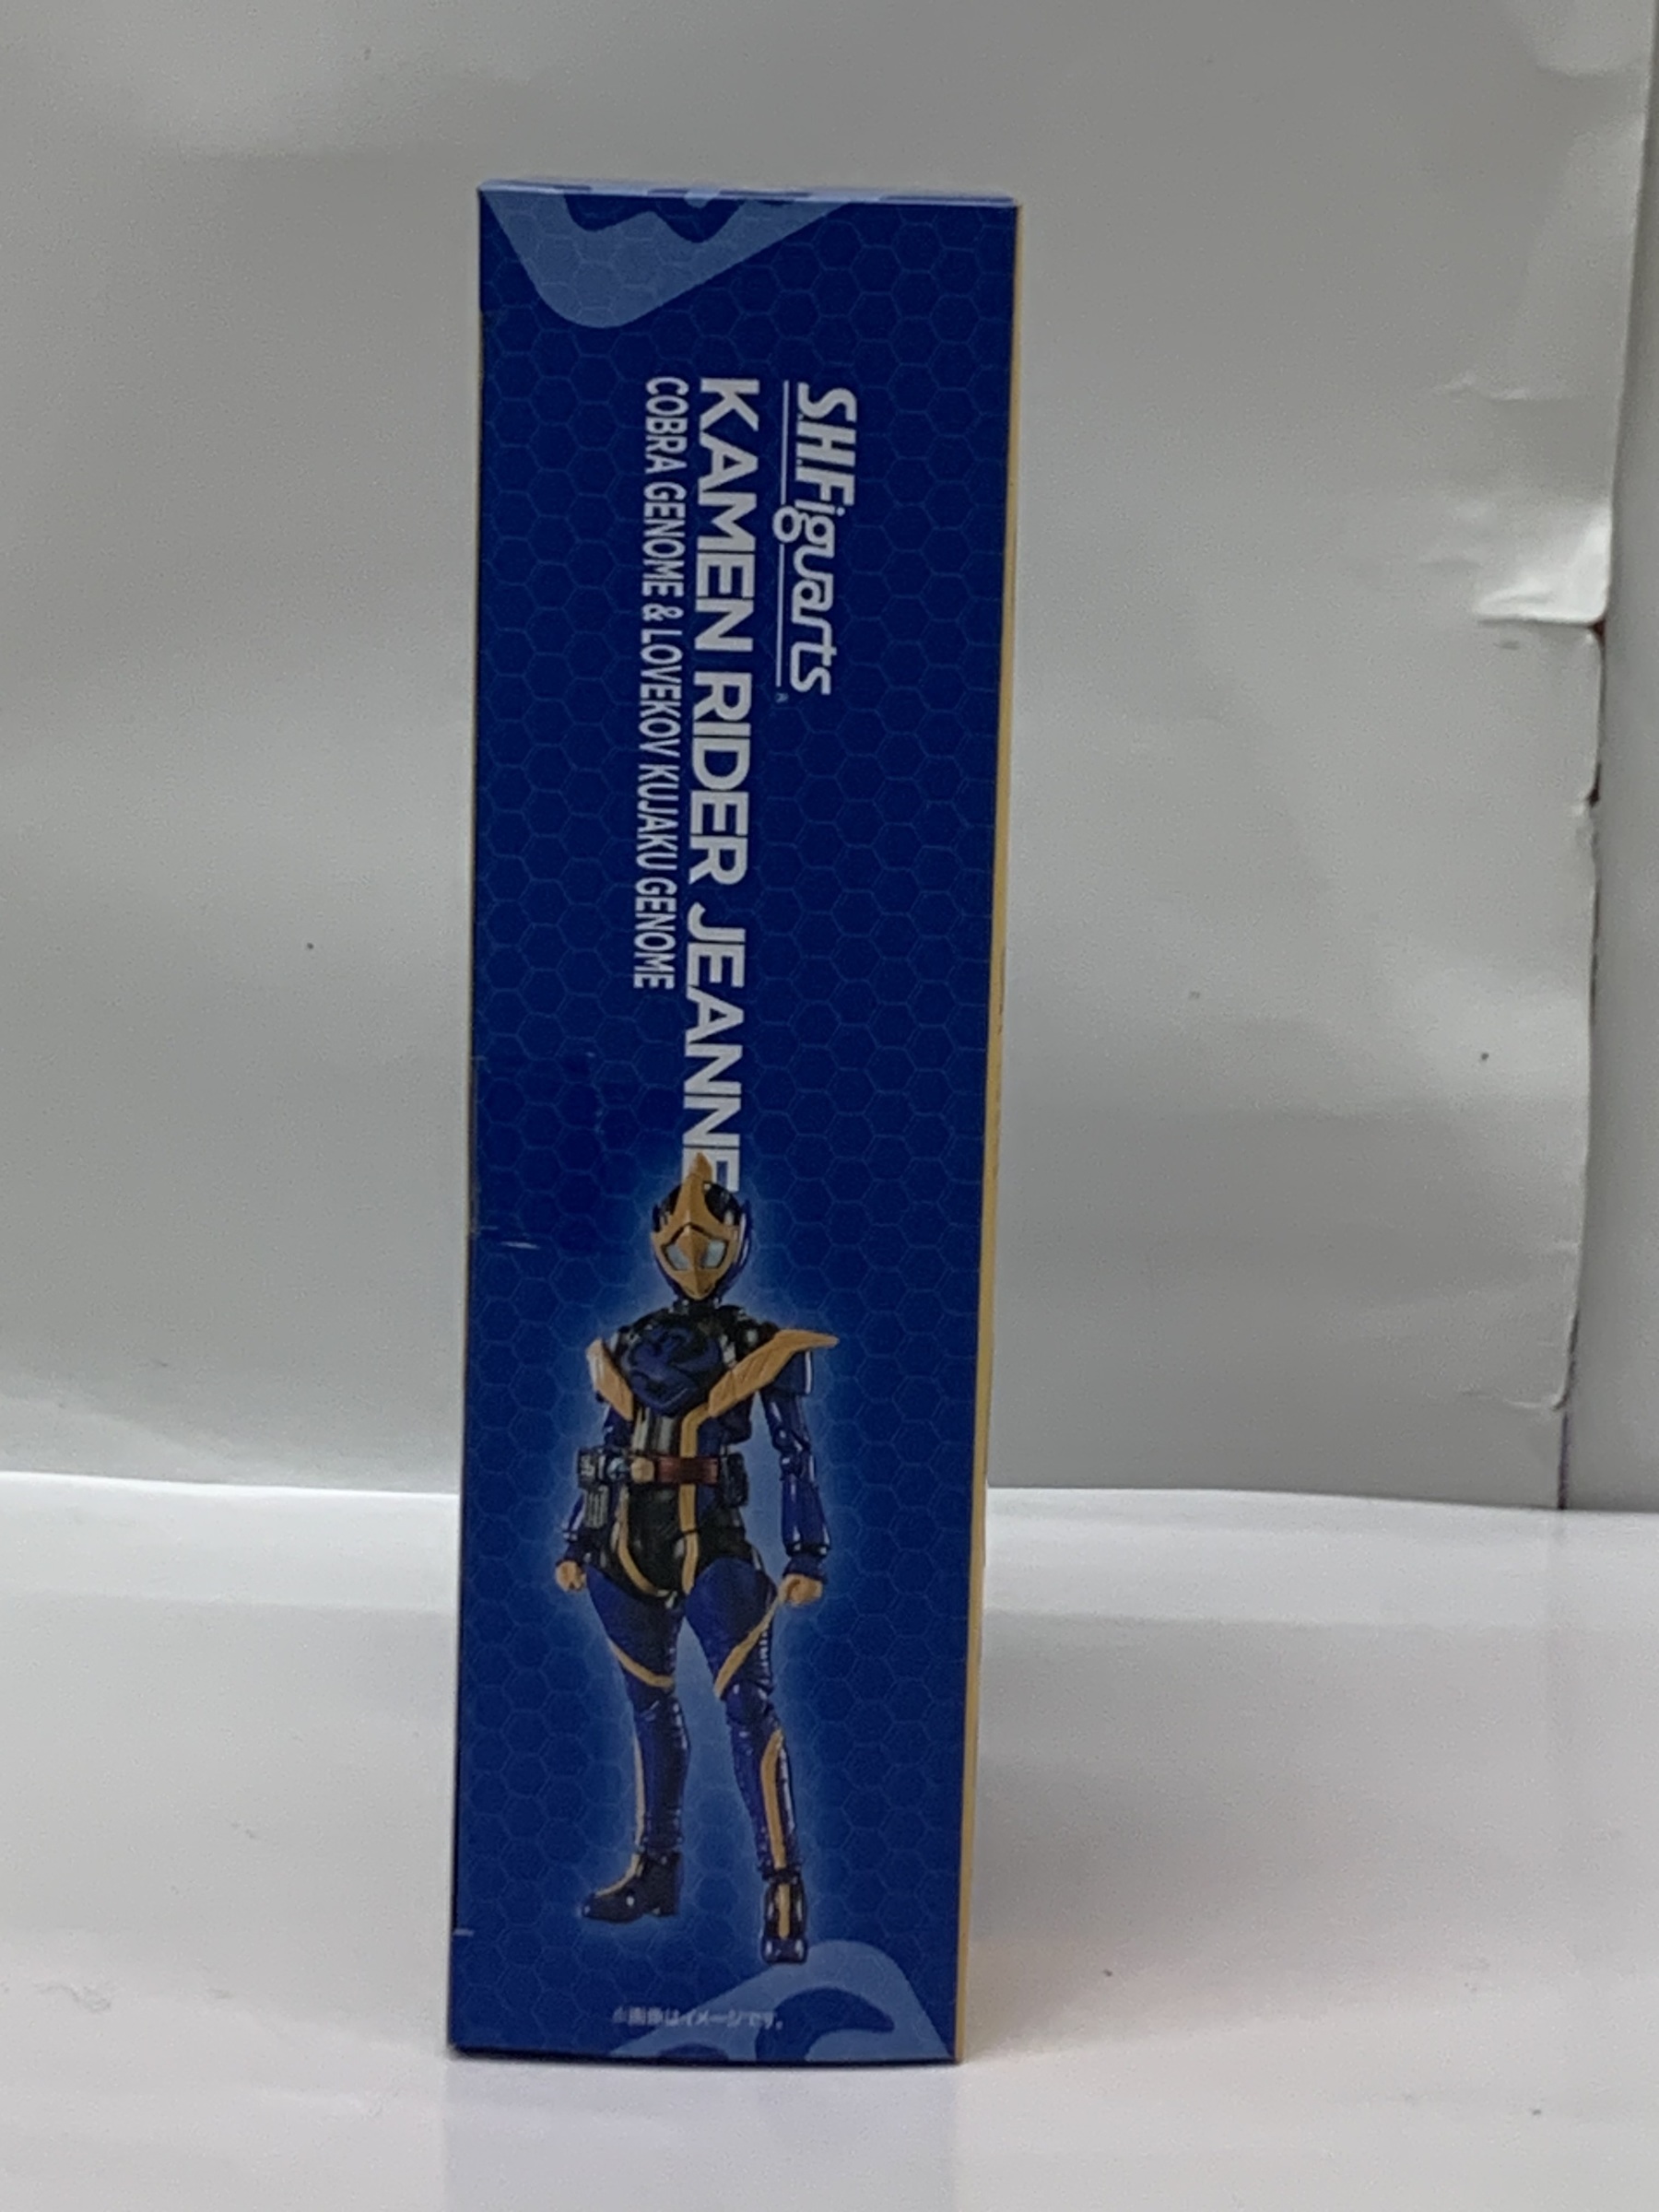 S.H.Figuarts®
KAMEN RIDER JEANNE
COBRA GENOME & LOVEKOV KUJAKU GENOME
※画像はイメージです。